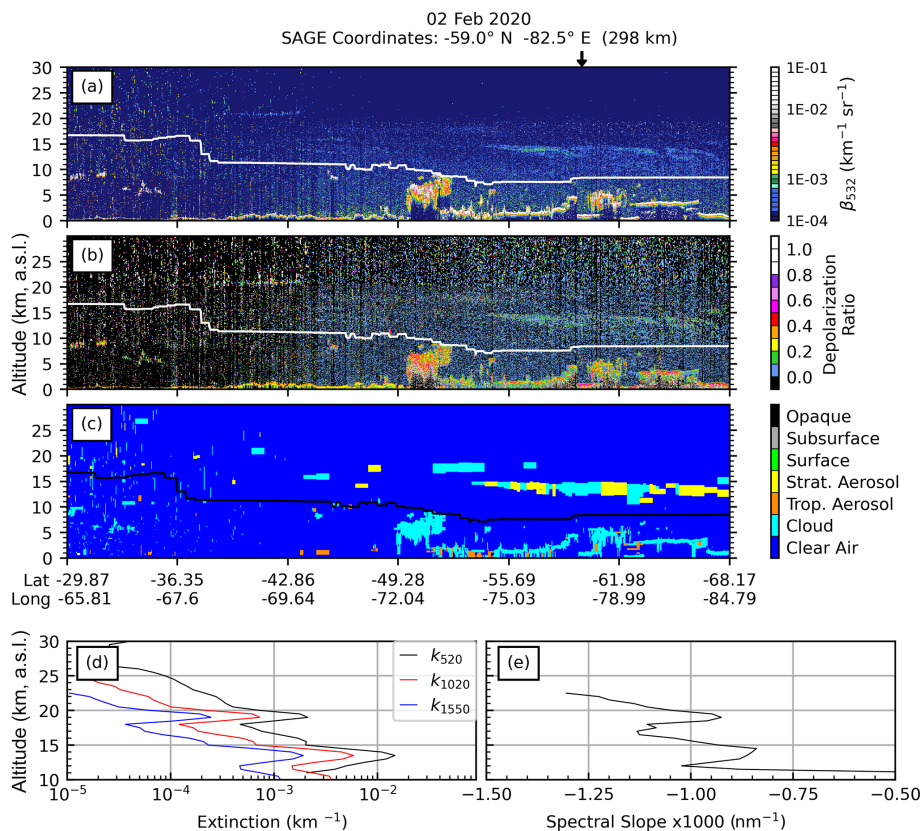 02 Feb 2020
SAGE Coordinates: -59.0° N -82.5° E (298 km)
(a)
30
25
20
15
10
5
0
1E-01
1E-02
1E-03
1E-04
β532 (km−1 sr−1)
(b)
25
20
15
10
5
0
Altitude (km, a.s.l.)
1.0
0.8
0.6
0.4
0.2
0.0
Depolarization
Ratio
(c)
25
20
15
10
5
0
Opaque
Subsurface
Surface
Strat. Aerosol
Trop. Aerosol
Cloud
Clear Air
Lat -29.87 -36.35 -42.86 -49.28 -55.69 -61.98 -68.17
Long -65.81 -67.6 -69.64 -72.04 -75.03 -78.99 -84.79
(d)
30
25
20
15
10
Altitude (km, a.s.l.)
k520
k1020
k1550
10−5 10−4 10−3 10−2
Extinction (km −1)
(e)
−1.50 −1.25 −1.00 −0.75 −0.50
Spectral Slope x1000 (nm−1)